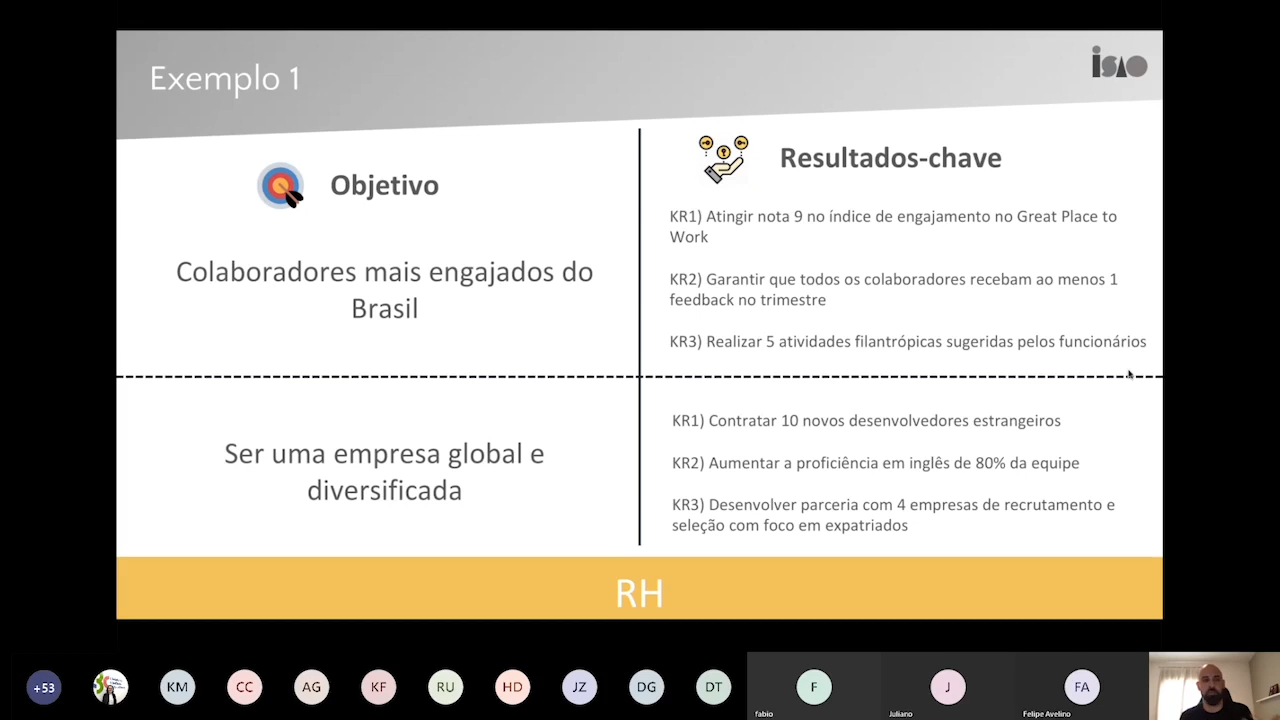 Exemplo 1
isao
Objetivo
Resultados-chave
Colaboradores mais engajados do
Brasil
KR1) Atingir nota 9 no índice de engajamento no Great Place to
Work
KR2) Garantir que todos os colaboradores recebam ao menos 1
feedback no trimestre
KR3) Realizar 5 atividades filantrópicas sugeridas pelos funcionários
Ser uma empresa global e
diversificada
KR1) Contratar 10 novos desenvolvedores estrangeiros
KR2) Aumentar a proficiência em inglês de 80% da equipe
KR3) Desenvolver parceria com 4 empresas de recrutamento e
seleção com foco em expatriados
RH
+53
KM
CC
AG
KF
RU
HD
JZ
DG
DT
F
J
FA
fabio
Juliano
Felipe Avelino